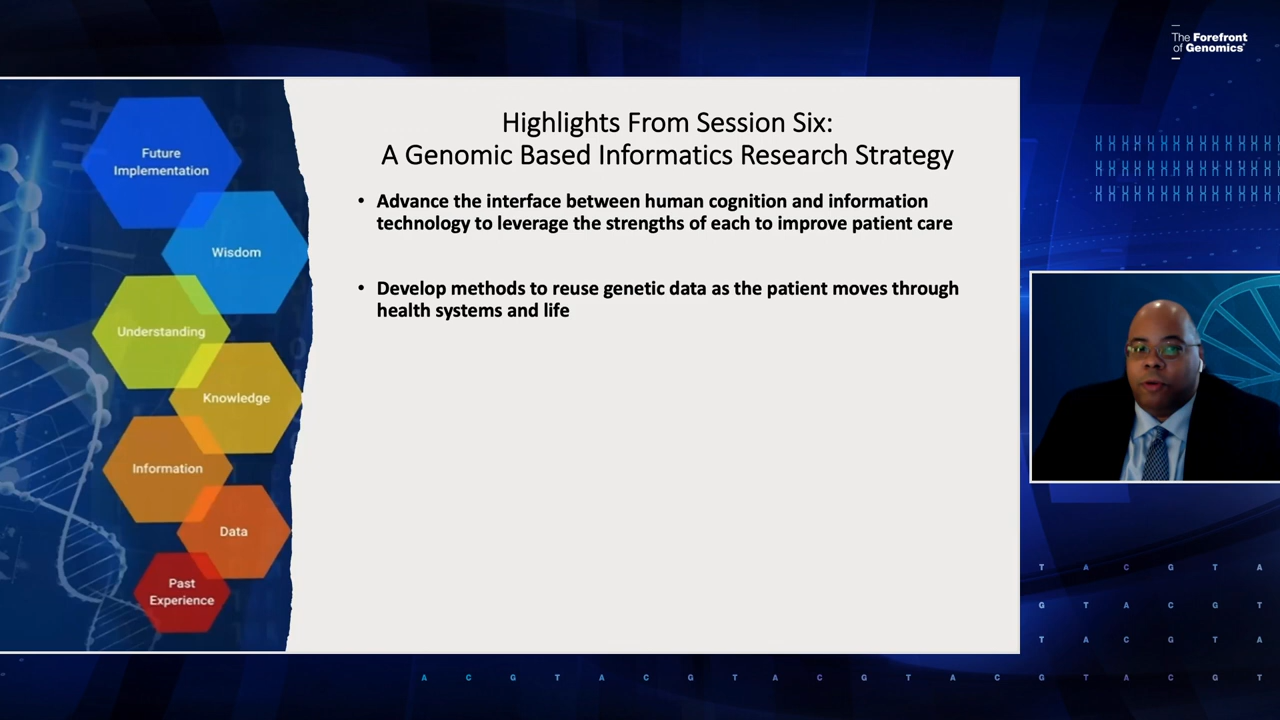 The Forefront
of Genomics®
Highlights From Session Six:
A Genomic Based Informatics Research Strategy
• Advance the interface between human cognition and information
technology to leverage the strengths of each to improve patient care
• Develop methods to reuse genetic data as the patient moves through
health systems and life
Future
Implementation
Wisdom
Understanding
Knowledge
Information
Data
Past
Experience
T A C G T A
G T A C G T
T A C G T A
A C G T A C G T A C G T A C G T A C G T